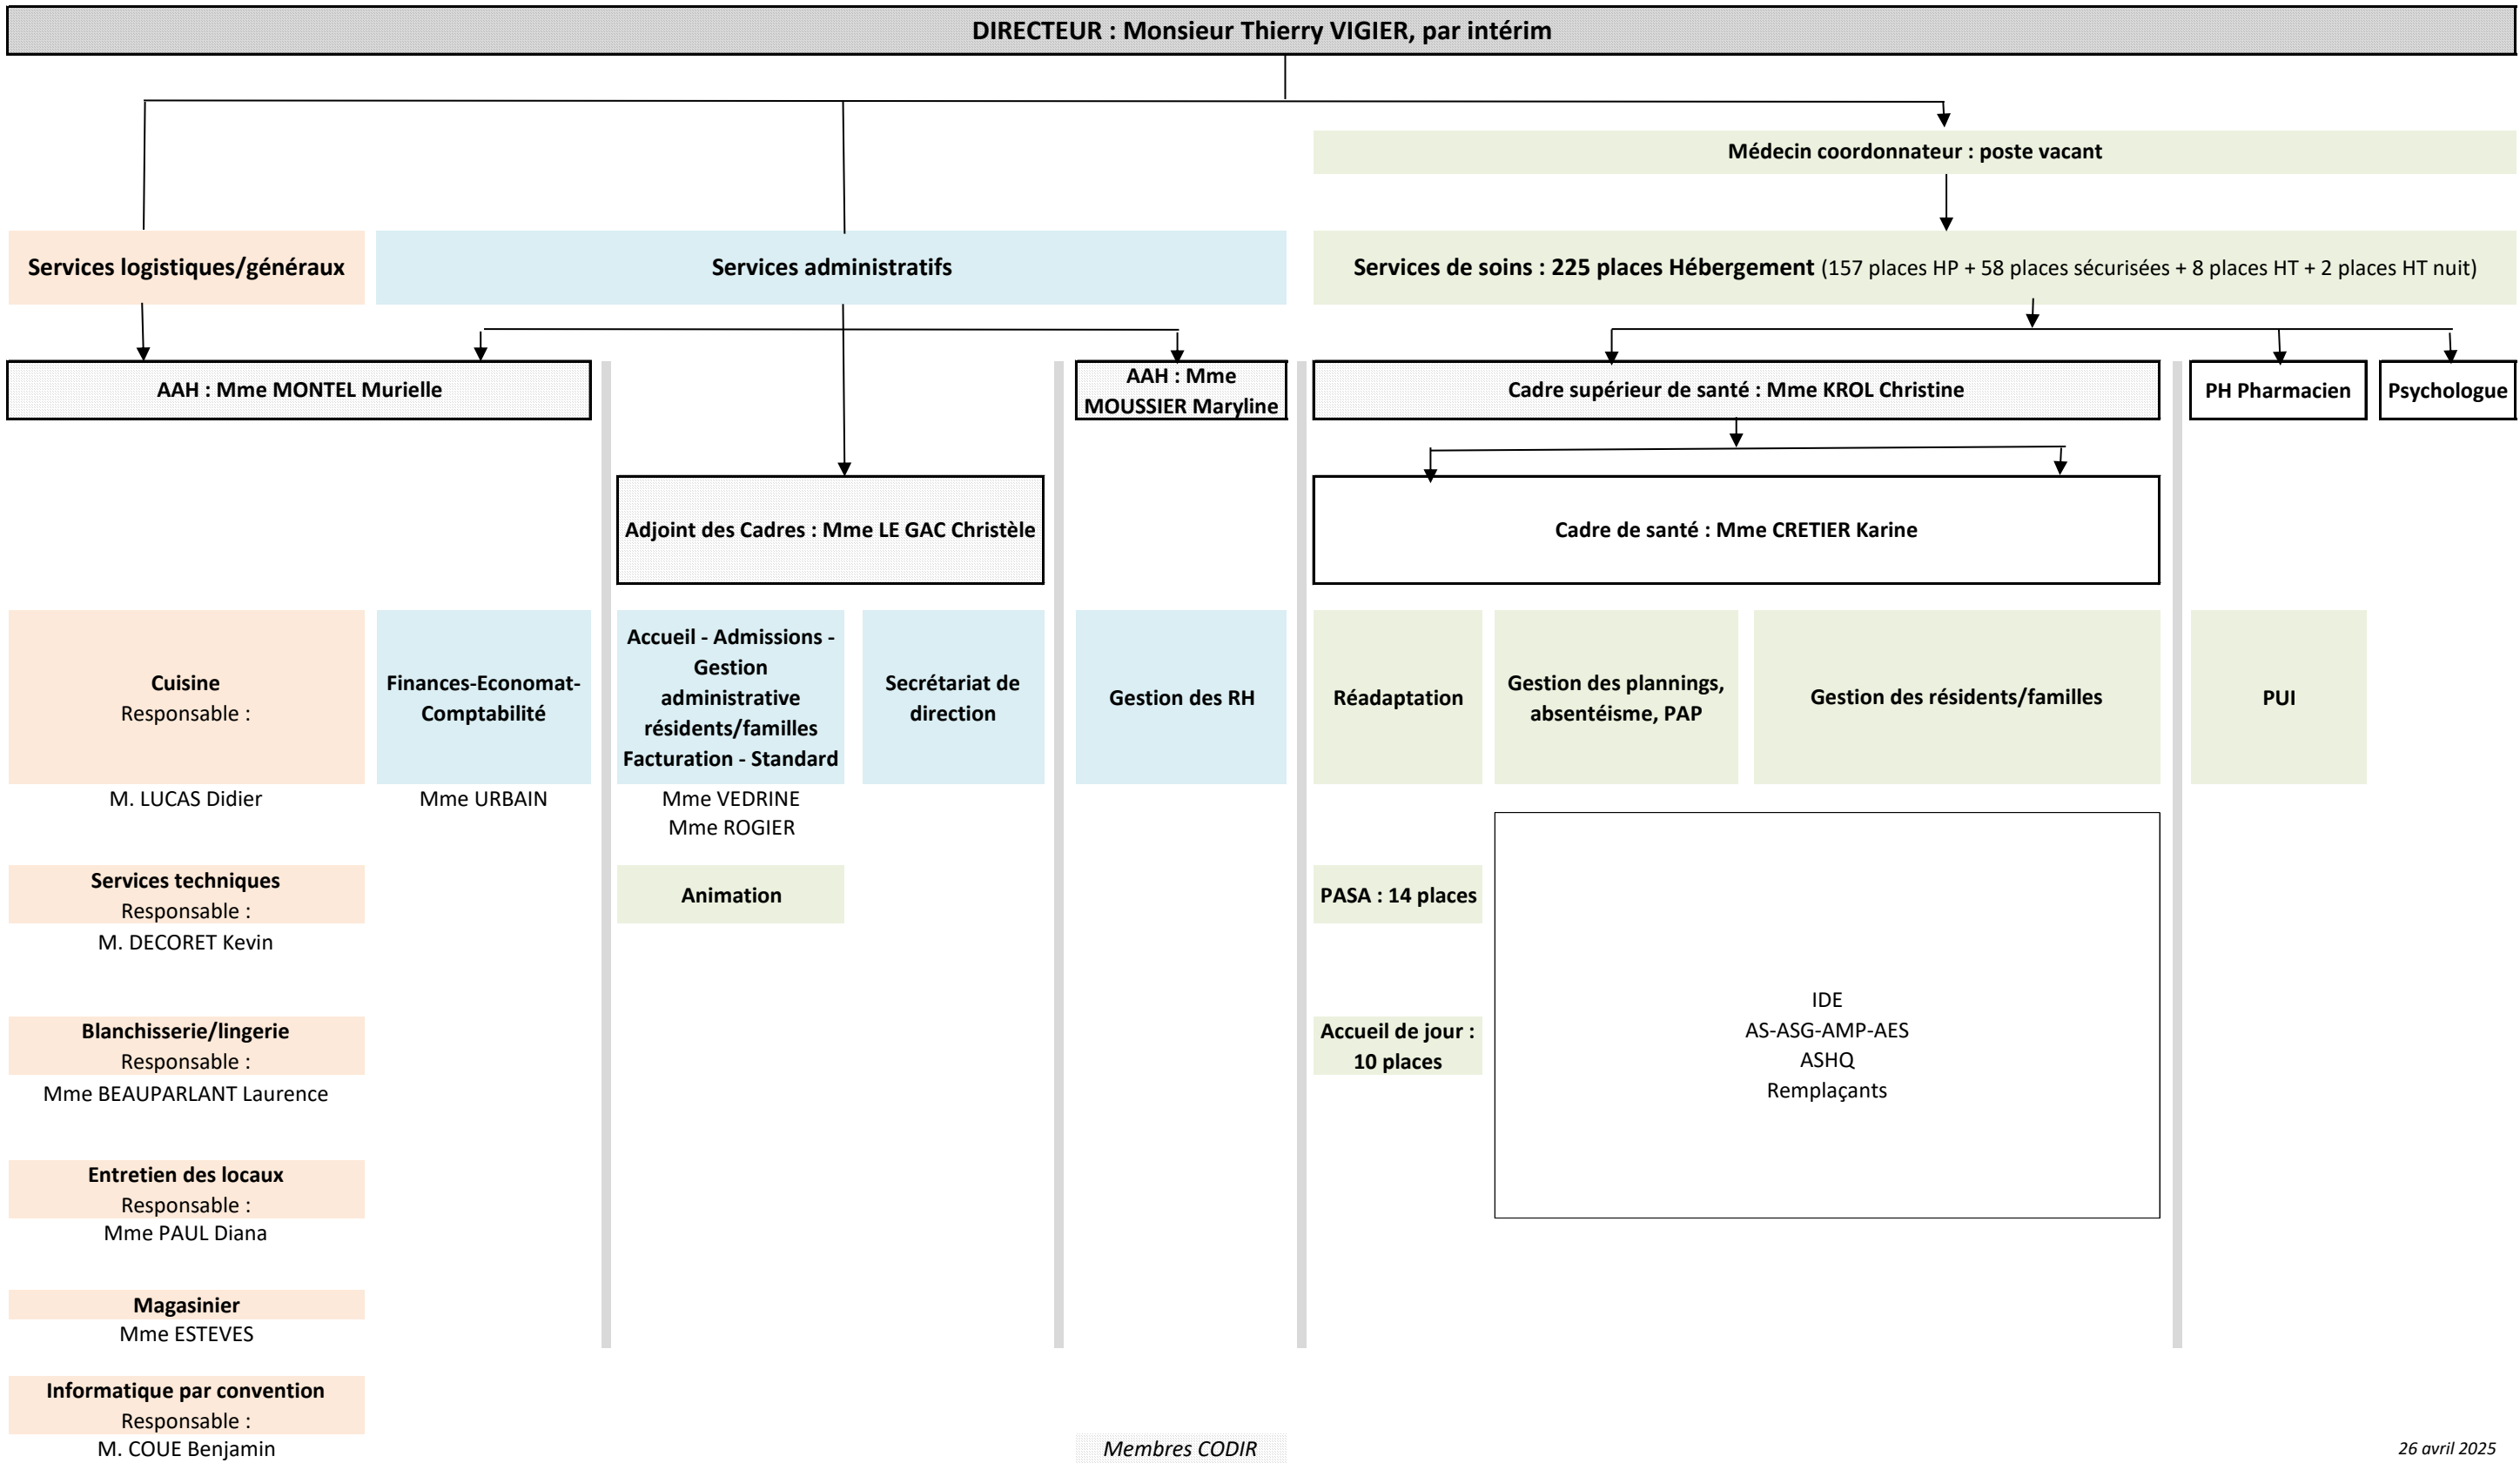 DIRECTEUR : Monsieur Thierry VIGIER, par intérim
Médecin coordonnateur : poste vacant
Services logistiques/généraux
Services administratifs
Services de soins : 225 places Hébergement (157 places HP + 58 places sécurisées + 8 places HT + 2 places HT nuit)
AAH : Mme MONTEL Murielle
AAH : Mme
MOUSSIER Maryline
Cadre supérieur de santé : Mme KROL Christine
PH Pharmacien
Psychologue
Adjoint des Cadres : Mme LE GAC Christèle
Cadre de santé : Mme CRETIER Karine
Cuisine
Responsable :
M. LUCAS Didier
Finances-Economat-
Comptabilité
Mme URBAIN
Accueil - Admissions -
Gestion
administrative
résidents/familles
Facturation - Standard
Mme VEDRINE
Mme ROGIER
Secrétariat de
direction
Gestion des RH
Réadaptation
Gestion des plannings,
absentéisme, PAP
Gestion des résidents/familles
PUI
Services techniques
Responsable :
M. DECORET Kevin
Animation
PASA : 14 places
Blanchisserie/lingerie
Responsable :
Mme BEAUPARLANT Laurence
Accueil de jour :
10 places
IDE
AS-ASG-AMP-AES
ASHQ
Remplaçants
Entretien des locaux
Responsable :
Mme PAUL Diana
Magasinier
Mme ESTEVES
Informatique par convention
Responsable :
M. COUE Benjamin
Membres CODIR
26 avril 2025